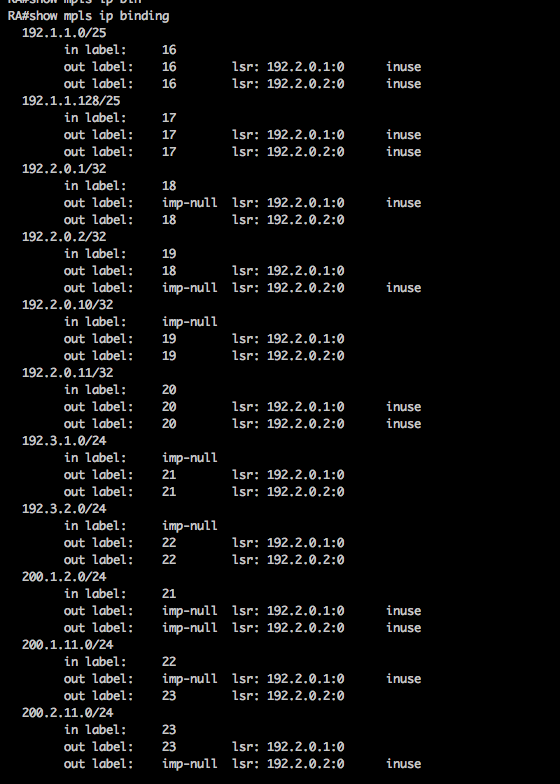 RA#show mpls ip bin
RA#show mpls ip binding
192.1.1.0/25
in label: 16
out label: 16 lsr: 192.2.0.1:0 inuse
out label: 16 lsr: 192.2.0.2:0 inuse
192.1.1.128/25
in label: 17
out label: 17 lsr: 192.2.0.1:0 inuse
out label: 17 lsr: 192.2.0.2:0 inuse
192.2.0.1/32
in label: 18
out label: imp-null lsr: 192.2.0.1:0 inuse
out label: 18 lsr: 192.2.0.2:0
192.2.0.2/32
in label: 19
out label: 18 lsr: 192.2.0.1:0
out label: imp-null lsr: 192.2.0.2:0 inuse
192.2.0.10/32
in label: imp-null
out label: 19 lsr: 192.2.0.1:0
out label: 19 lsr: 192.2.0.2:0
192.2.0.11/32
in label: 20
out label: 20 lsr: 192.2.0.1:0 inuse
out label: 20 lsr: 192.2.0.2:0 inuse
192.3.1.0/24
in label: imp-null
out label: 21 lsr: 192.2.0.1:0
out label: 21 lsr: 192.2.0.2:0
192.3.2.0/24
in label: imp-null
out label: 22 lsr: 192.2.0.1:0
out label: 22 lsr: 192.2.0.2:0
200.1.2.0/24
in label: 21
out label: imp-null lsr: 192.2.0.1:0 inuse
out label: imp-null lsr: 192.2.0.2:0 inuse
200.1.11.0/24
in label: 22
out label: imp-null lsr: 192.2.0.1:0 inuse
out label: 23 lsr: 192.2.0.2:0
200.2.11.0/24
in label: 23
out label: 23 lsr: 192.2.0.1:0
out label: imp-null lsr: 192.2.0.2:0 inuse